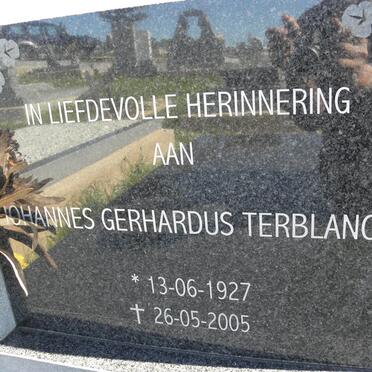 IN LIEFDEVOLLE HERINNERING
AAN
JOHANNES GERHARDUS TERBLANC
* 13-06-1927
† 26-05-2005